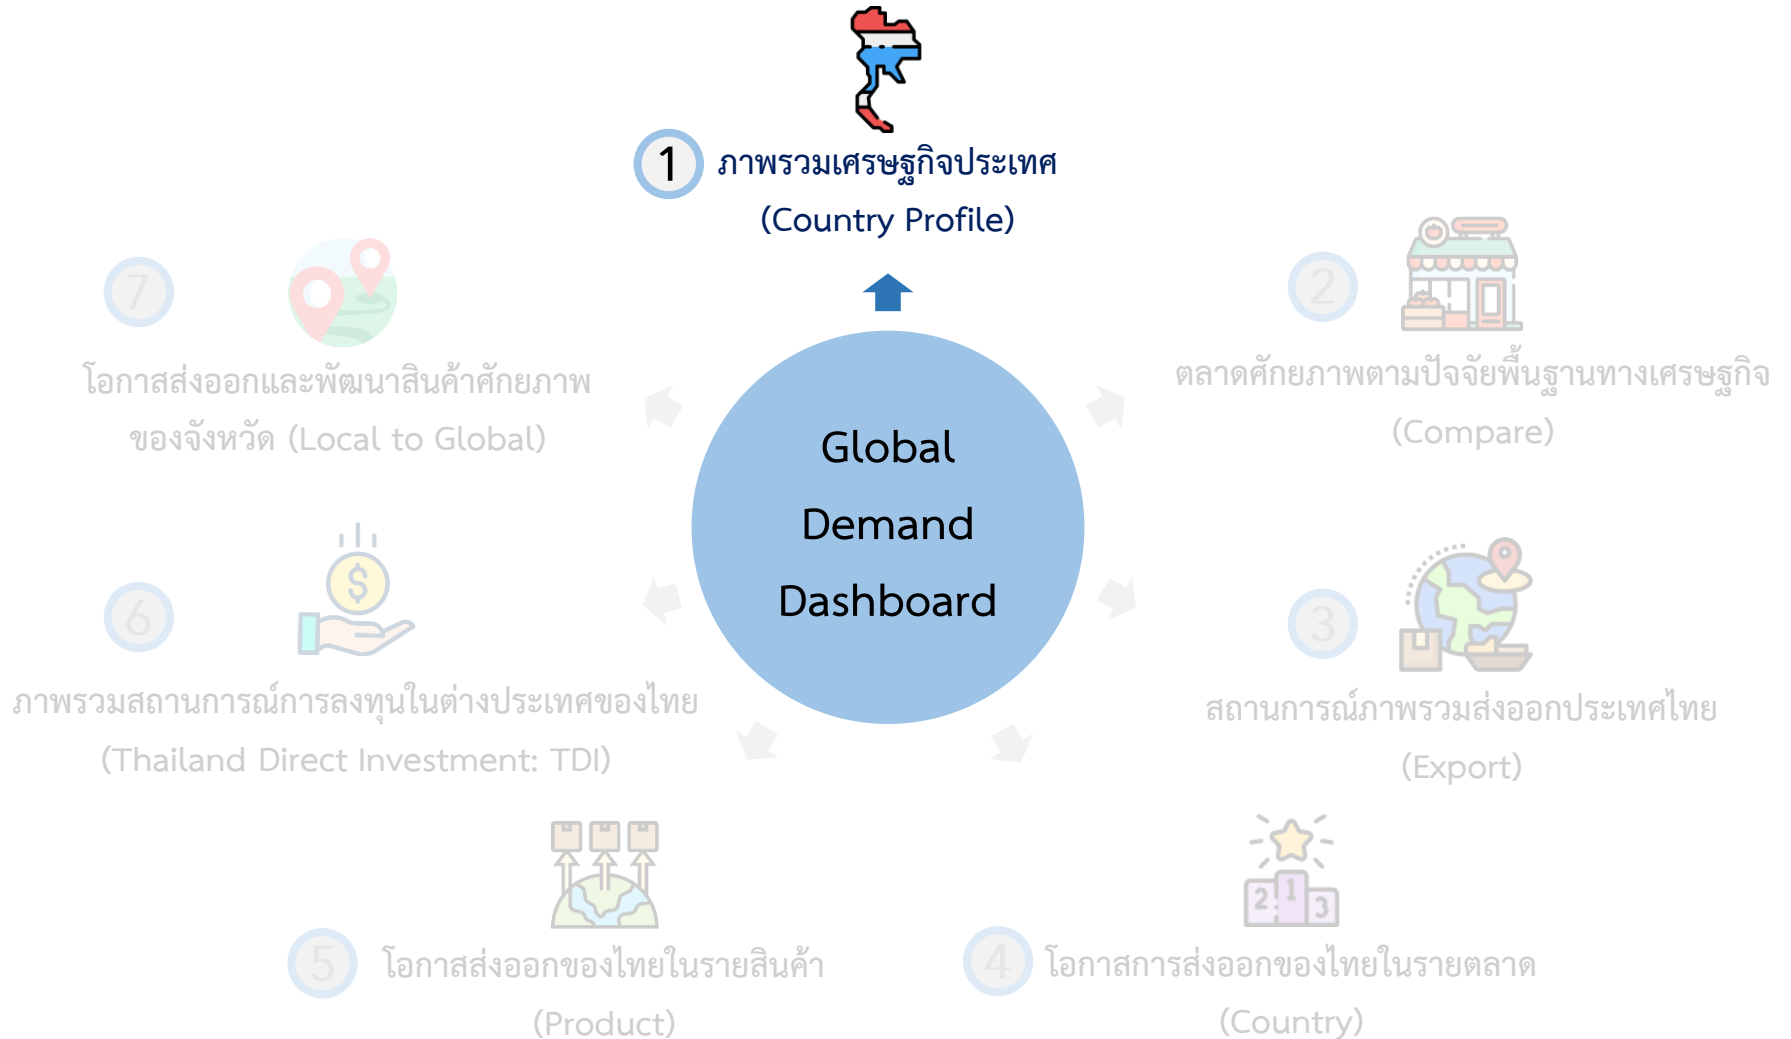 1
ภาพรวมเศรษฐกิจประเทศ
(Country Profile)
2
ตลาดศักยภาพตามปัจจัยพื้นฐานทางเศรษฐกิจ
(Compare)
3
สถานการณ์ภาพรวมส่งออกประเทศไทย
(Export)
2 1 3
4
โอกาสการส่งออกของไทยในรายตลาด
(Country)
5
โอกาสส่งออกของไทยในรายสินค้า
(Product)
$
6
ภาพรวมสถานการณ์การลงทุนในต่างประเทศของไทย
(Thailand Direct Investment: TDI)
7
โอกาสส่งออกและพัฒนาสินค้าศักยภาพ
ของจังหวัด (Local to Global)
Global
Demand
Dashboard